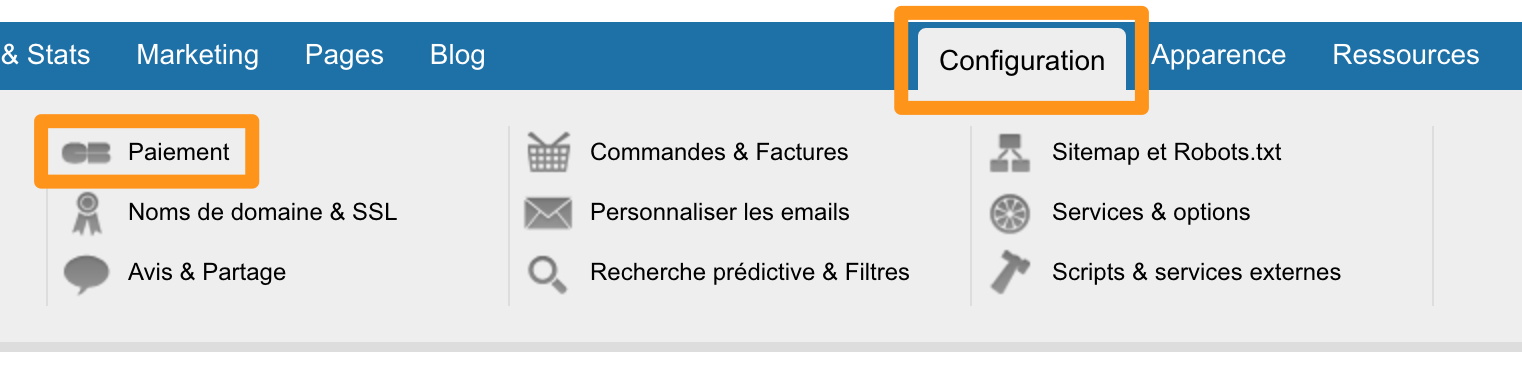 & Stats Marketing Pages Blog Configuration Apparence Ressources
Paiement Commandes & Factures Sitemap et Robots.txt
Noms de domaine & SSL Personnaliser les emails Services & options
Avis & Partage Recherche prédictive & Filtres Scripts & services externes